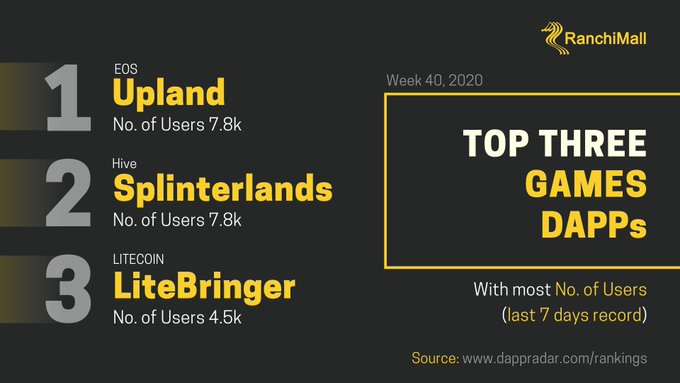 RanchiMall
1
EOS
Upland
No. of Users 7.8k
2
Hive
Splinterlands
No. of Users 7.8k
3
LITECOIN
LiteBringer
No. of Users 4.5k
Week 40, 2020
TOP THREE
GAMES
DAPPs
With most No. of Users
(last 7 days record)
Source: www.dappradar.com/rankings